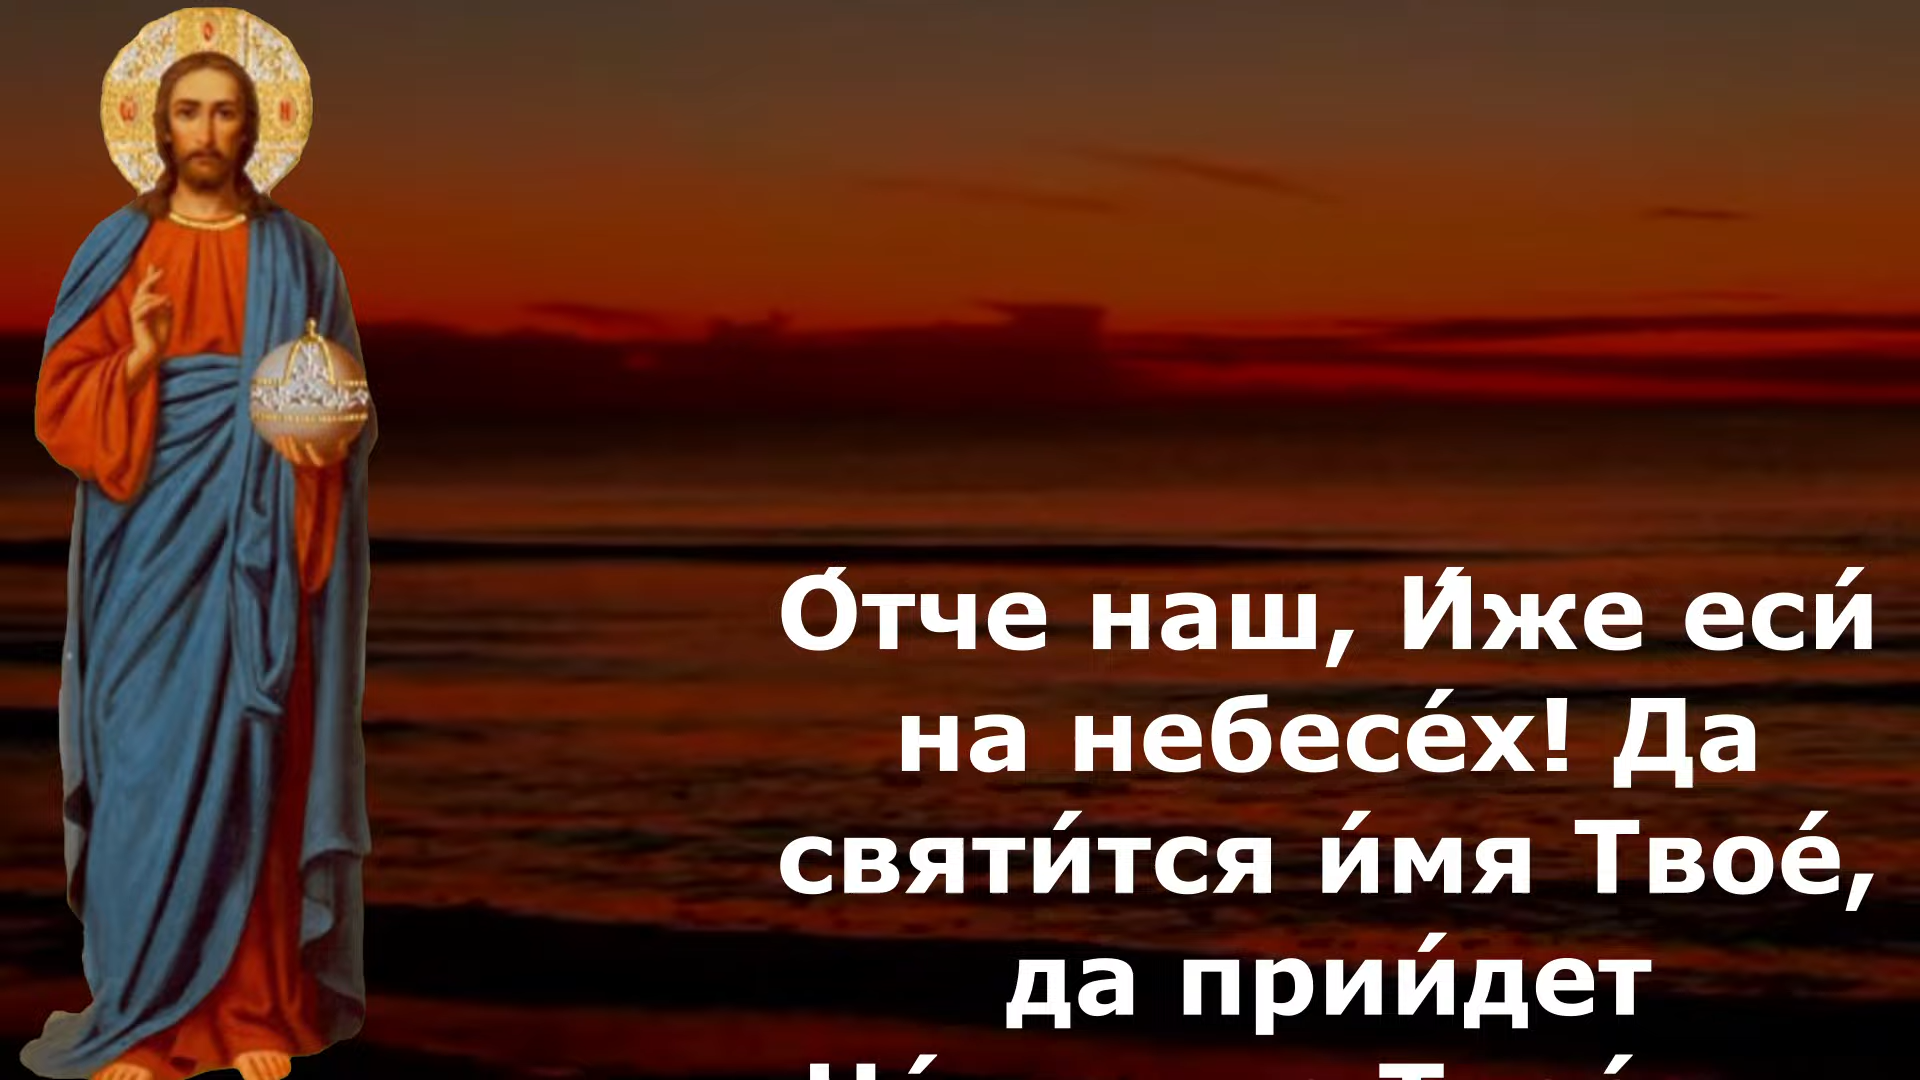 О́тче наш, И́же еси́
на небесе́х! Да
святи́тся и́мя Твое́,
да прии́дет